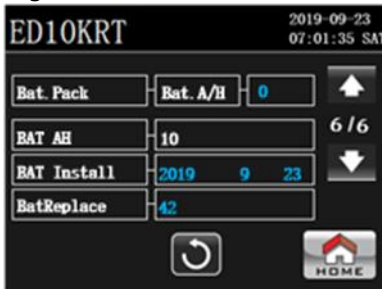 ED10KRT
2019-09-23
07:01:35 SAT
Bat. Pack Bat. A/H 0
6/6
BAT AH 10
BAT Install 2019 9 23
BatReplace 42
HOME